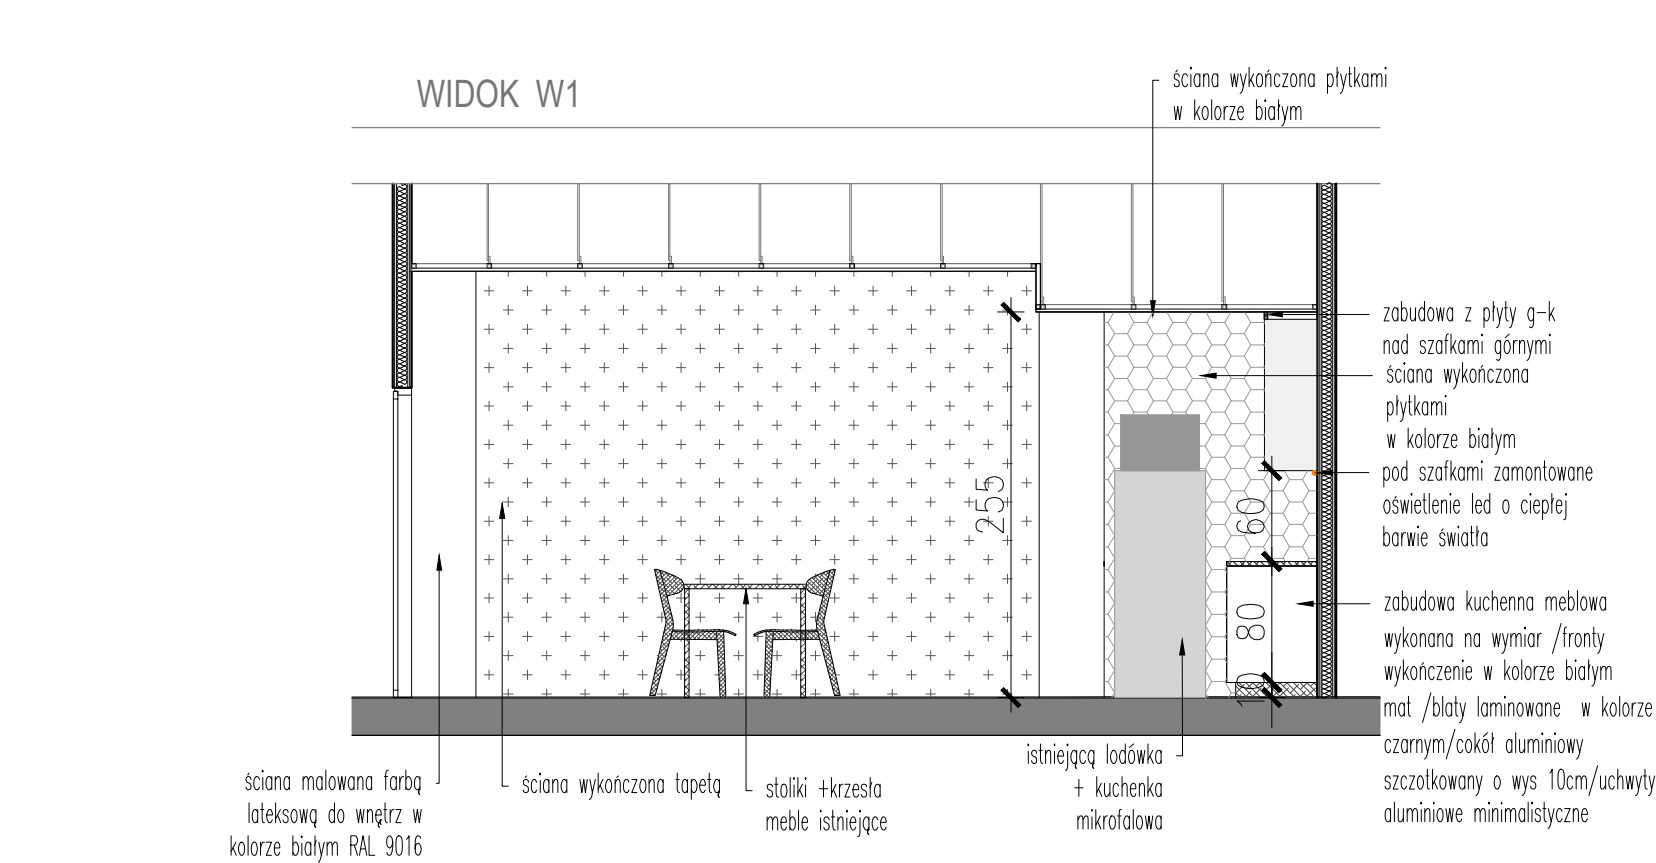 WIDOK W1
ściana wykończona płytkami
w kolorze białym
zabudowa z płyty g-k
nad szafkami górnymi
ściana wykończona
płytkami
w kolorze białym
pod szafkami zamontowane
oświetlenie led o ciepłej
barwie światła
255
60
80
10
zabudowa kuchenna meblowa
wykonana na wymiar /fronty
wykończenie w kolorze białym
mat /blaty laminowane w kolorze
czarnym/cokół aluminiowy
szczotkowany o wys 10cm/uchwyty
aluminiowe minimalistyczne
ściana malowana farbą
lateksową do wnętrz w
kolorze białym RAL 9016
ściana wykończona tapetą
stoliki +krzesła
meble istniejące
istniejącą lodówka
+ kuchenka
mikrofalowa